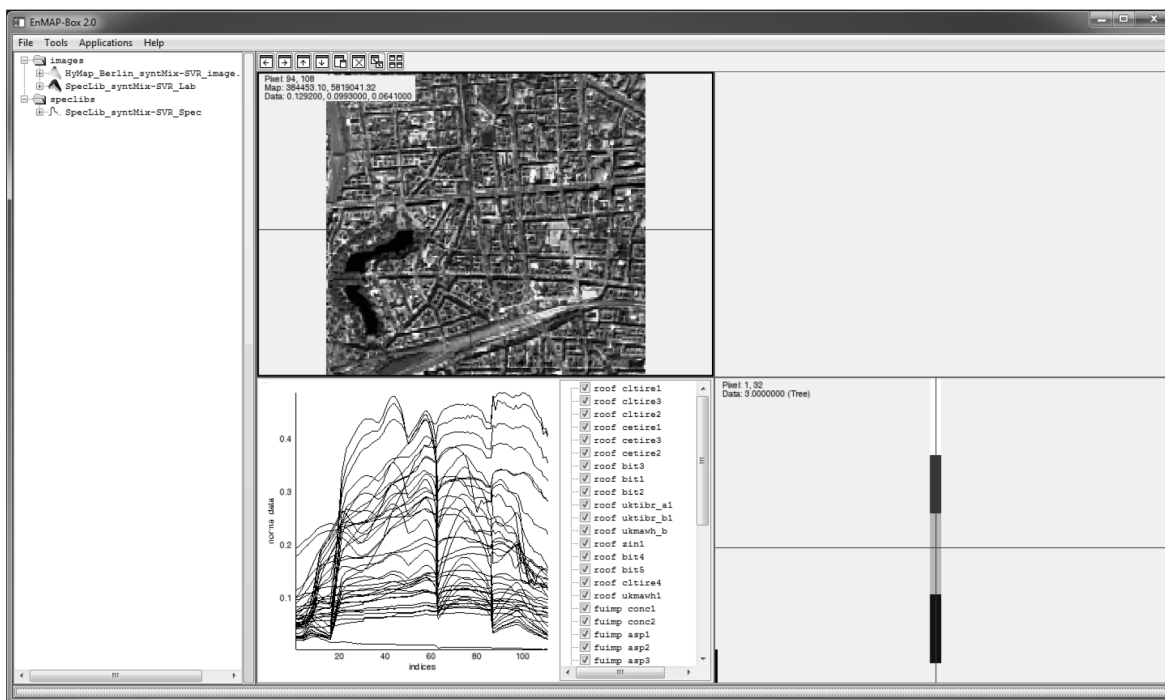 EnMAP-Box 2.0
File Tools Applications Help
images
HyMap_Berlin_syntMix-SVR_image.
SpecLib_syntMix-SVR_Lab
speclibs
SpecLib_syntMix-SVR_Spec
Pixel: 94, 108
Map: 384453.10, 5819041.32
Data: 0.129200, 0.0993000, 0.0641000
0.4
0.3
0.2
0.1
norma data
20 40 60 80 100
indices
roof cltire1
roof cltire3
roof cltire2
roof cetire1
roof cetire3
roof cetire2
roof bit3
roof bit1
roof bit2
roof uktibr_a1
roof uktibr_b1
roof ukmawh_b
roof zin1
roof bit4
roof bit5
roof cltire4
roof ukmawh1
fuimp conc1
fuimp conc2
fuimp asp1
fuimp asp2
fuimp asp3
Pixel: 1, 32
Data: 3.0000000 (Tree)